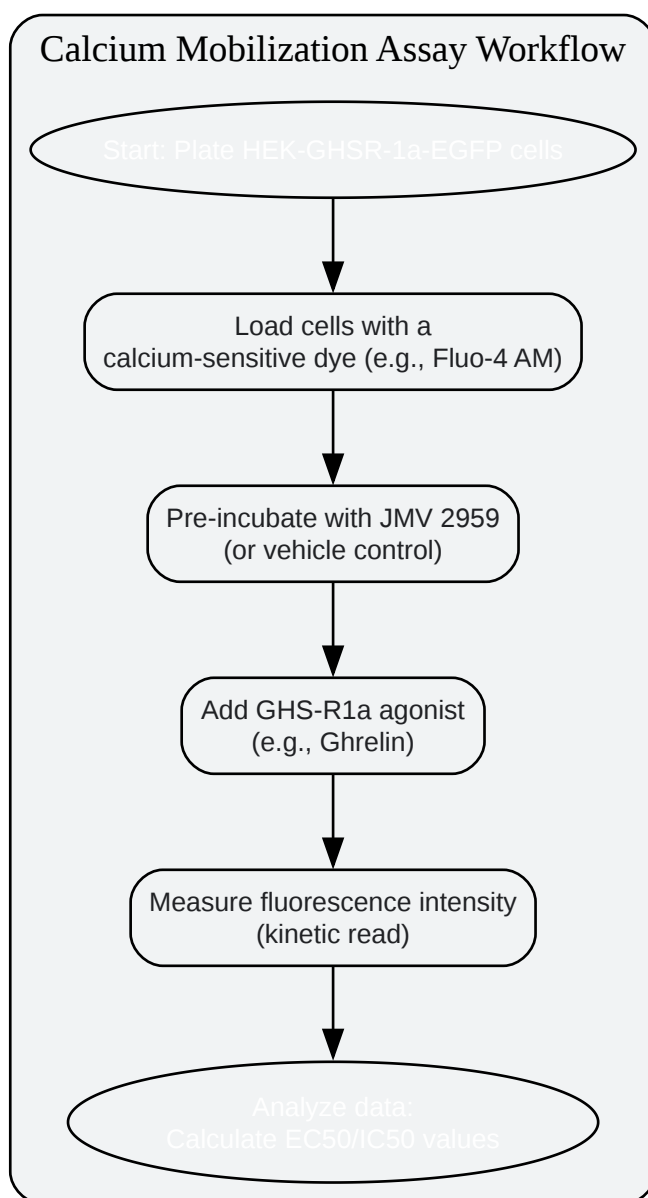 Calcium Mobilization Assay Workflow
Start: Plate HEK-GHSR-1a-EGFP cells
Load cells with a
calcium-sensitive dye (e.g., Fluo-4 AM)
Pre-incubate with JMV 2959
(or vehicle control)
Add GHS-R1a agonist
(e.g., Ghrelin)
Measure fluorescence intensity
(kinetic read)
Analyze data:
Calculate EC50/IC50 values